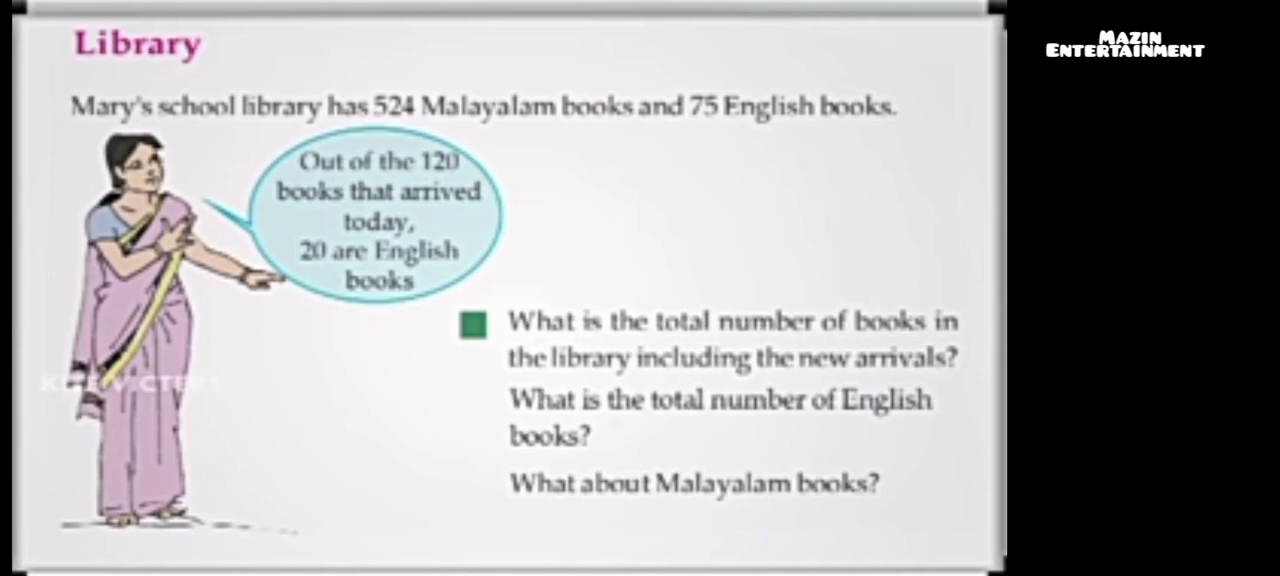 Library
Mary's school library has 524 Malayalam books and 75 English books.
Out of the 120
books that arrived
today,
20 are English
books
What is the total number of books in
the library including the new arrivals?
What is the total number of English
books?
What about Malayalam books?
MAZIN
ENTERTAINMENT